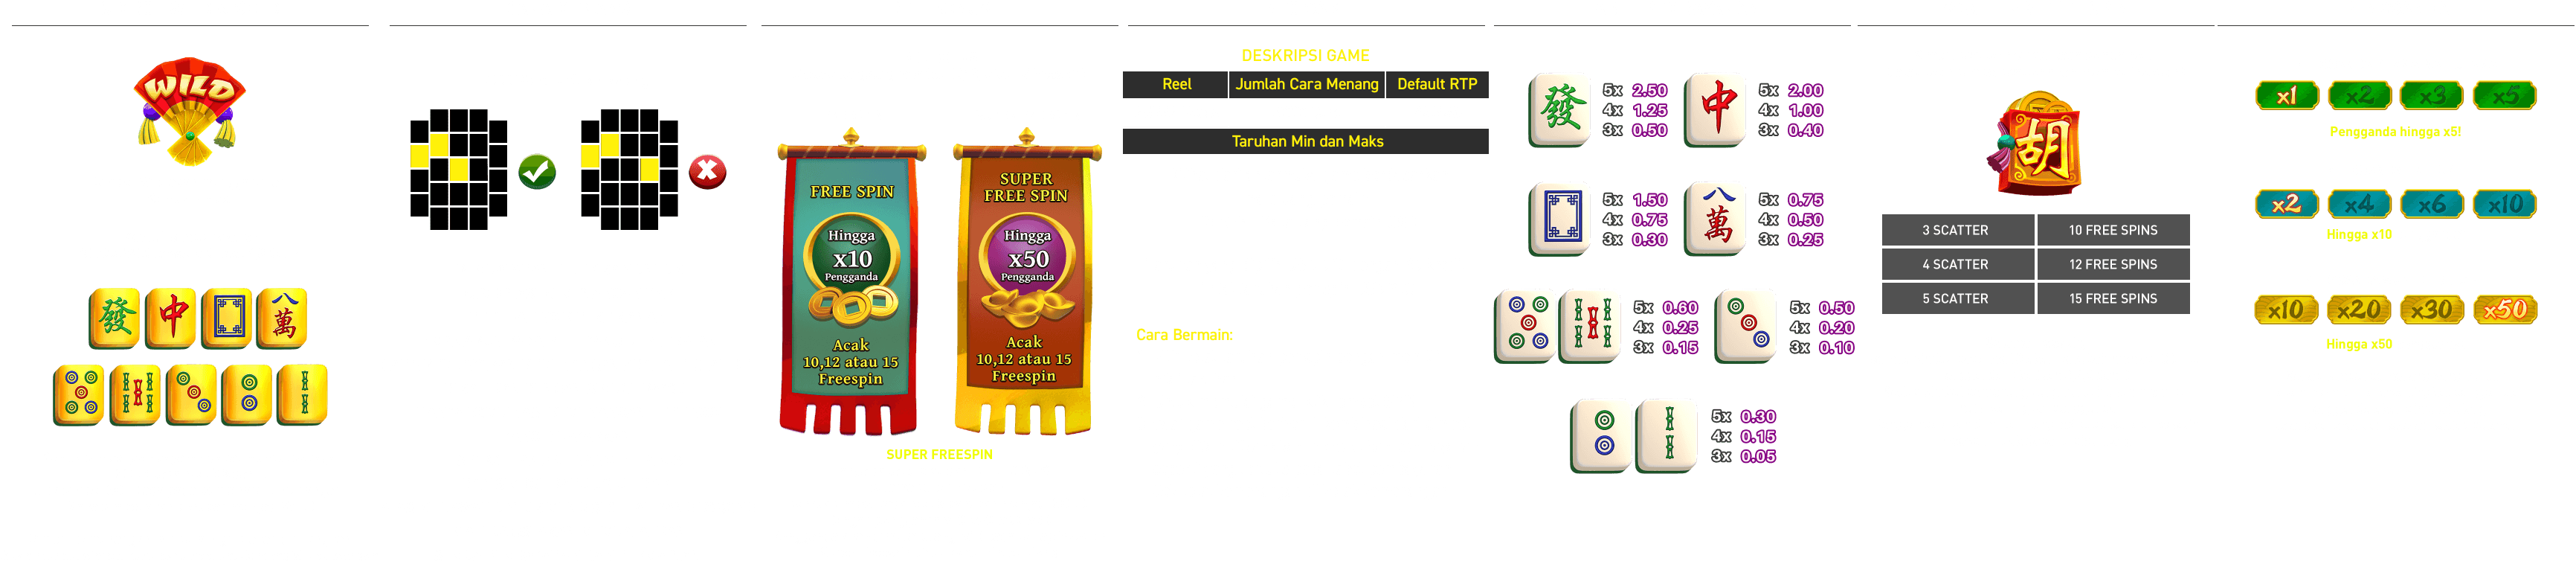 WILD
發
中
八
萬
FREE SPIN
Hingga
x10
Pengganda
Acak
10,12 atau 15
Freespin
SUPER
FREE SPIN
Hingga
x50
Pengganda
Acak
10,12 atau 15
Freespin
SUPER FREESPIN
DESKRIPSI GAME
Reel Jumlah Cara Menang Default RTP
Taruhan Min dan Maks
Cara Bermain:
發
5x 2.50
4x 1.25
3x 0.50
中
5x 2.00
4x 1.00
3x 0.40
5x 1.50
4x 0.75
3x 0.30
八
萬
5x 0.75
4x 0.50
3x 0.25
5x 0.60
4x 0.25
3x 0.15
5x 0.50
4x 0.20
3x 0.10
5x 0.30
4x 0.15
3x 0.05
胡
3 SCATTER 10 FREE SPINS
4 SCATTER 12 FREE SPINS
5 SCATTER 15 FREE SPINS
x1 x2 x3 x5
Pengganda hingga x5!
x2 x4 x6 x10
Hingga x10
x10 x20 x30 x50
Hingga x50